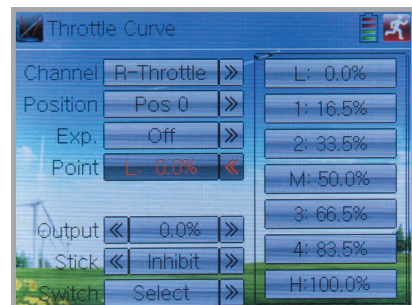 Throttle Curve
Channel R-Throttle »
Position Pos 0 »
Exp. Off »
Point L: 0.0% «
Output « 0.0% »
Stick « Inhibit »
Switch Select »
L: 0.0%
1: 16.5%
2: 33.5%
M: 50.0%
3: 66.5%
4: 83.5%
H:100.0%